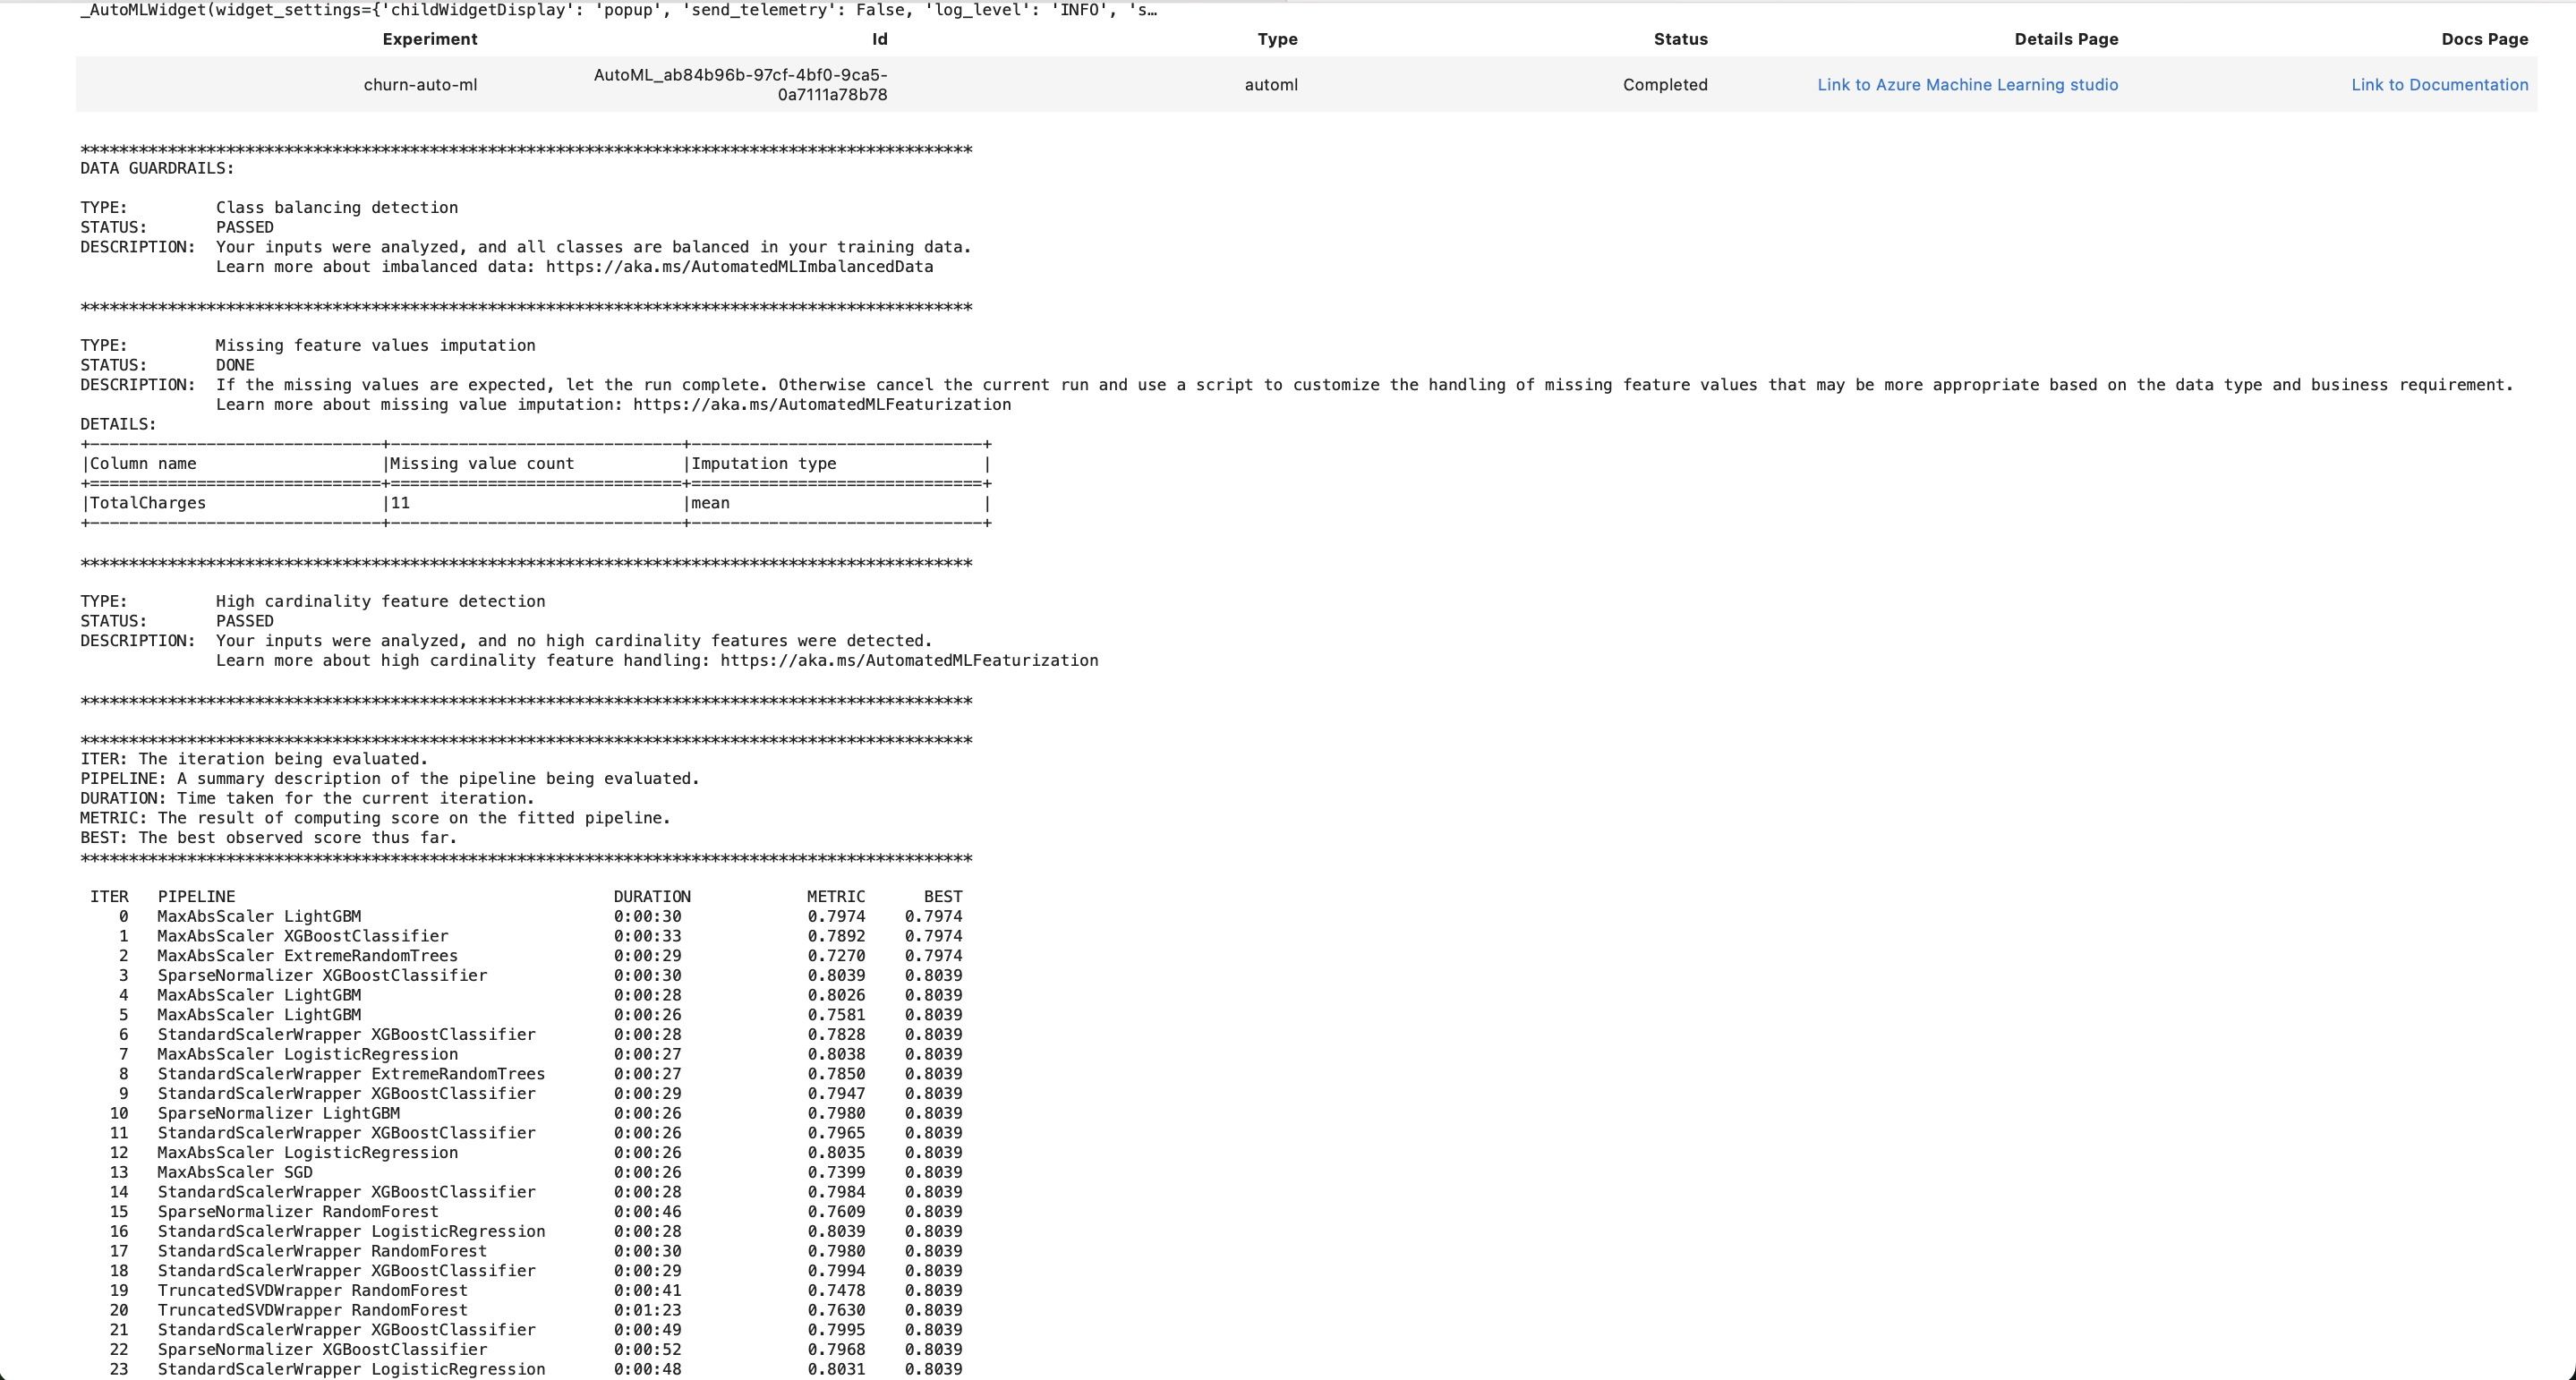 _AutoMLWidget(widget_settings={'childWidgetDisplay': 'popup', 'send_telemetry': False, 'log_level': 'INFO', 's…
Experiment Id Type Status Details Page Docs Page
churn-auto-ml AutoML_ab84b96b-97cf-4bf0-9ca5-0a7111a78b78 automl Completed Link to Azure Machine Learning studio Link to Documentation
********************************************************************************************
DATA GUARDRAILS:
TYPE: Class balancing detection
STATUS: PASSED
DESCRIPTION: Your inputs were analyzed, and all classes are balanced in your training data.
Learn more about imbalanced data: https://aka.ms/AutomatedMLImbalancedData
********************************************************************************************
TYPE: Missing feature values imputation
STATUS: DONE
DESCRIPTION: If the missing values are expected, let the run complete. Otherwise cancel the current run and use a script to customize the handling of missing feature values that may be more appropriate based on the data type and business requirement.
Learn more about missing value imputation: https://aka.ms/AutomatedMLFeaturization
DETAILS:
+------------------------------+------------------------------+------------------------------+
|Column name |Missing value count |Imputation type |
+==============================+==============================+==============================+
|TotalCharges |11 |mean |
+------------------------------+------------------------------+------------------------------+
********************************************************************************************
TYPE: High cardinality feature detection
STATUS: PASSED
DESCRIPTION: Your inputs were analyzed, and no high cardinality features were detected.
Learn more about high cardinality feature handling: https://aka.ms/AutomatedMLFeaturization
********************************************************************************************
********************************************************************************************
ITER: The iteration being evaluated.
PIPELINE: A summary description of the pipeline being evaluated.
DURATION: Time taken for the current iteration.
METRIC: The result of computing score on the fitted pipeline.
BEST: The best observed score thus far.
********************************************************************************************
ITER PIPELINE DURATION METRIC BEST
0 MaxAbsScaler LightGBM 0:00:30 0.7974 0.7974
1 MaxAbsScaler XGBoostClassifier 0:00:33 0.7892 0.7974
2 MaxAbsScaler ExtremeRandomTrees 0:00:29 0.7270 0.7974
3 SparseNormalizer XGBoostClassifier 0:00:30 0.8039 0.8039
4 MaxAbsScaler LightGBM 0:00:28 0.8026 0.8039
5 MaxAbsScaler LightGBM 0:00:26 0.7581 0.8039
6 StandardScalerWrapper XGBoostClassifier 0:00:28 0.7828 0.8039
7 MaxAbsScaler LogisticRegression 0:00:27 0.8038 0.8039
8 StandardScalerWrapper ExtremeRandomTrees 0:00:27 0.7850 0.8039
9 StandardScalerWrapper XGBoostClassifier 0:00:29 0.7947 0.8039
10 SparseNormalizer LightGBM 0:00:26 0.7980 0.8039
11 StandardScalerWrapper XGBoostClassifier 0:00:26 0.7965 0.8039
12 MaxAbsScaler LogisticRegression 0:00:26 0.8035 0.8039
13 MaxAbsScaler SGD 0:00:26 0.7399 0.8039
14 StandardScalerWrapper XGBoostClassifier 0:00:28 0.7984 0.8039
15 SparseNormalizer RandomForest 0:00:46 0.7609 0.8039
16 StandardScalerWrapper LogisticRegression 0:00:28 0.8039 0.8039
17 StandardScalerWrapper RandomForest 0:00:30 0.7980 0.8039
18 StandardScalerWrapper XGBoostClassifier 0:00:29 0.7994 0.8039
19 TruncatedSVDWrapper RandomForest 0:00:41 0.7478 0.8039
20 TruncatedSVDWrapper RandomForest 0:01:23 0.7630 0.8039
21 StandardScalerWrapper XGBoostClassifier 0:00:49 0.7995 0.8039
22 SparseNormalizer XGBoostClassifier 0:00:52 0.7968 0.8039
23 StandardScalerWrapper LogisticRegression 0:00:48 0.8031 0.8039